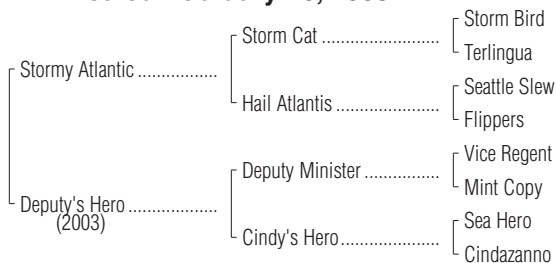 Storm Bird
Storm Cat ........................
Terlingua
Stormy Atlantic ................
Seattle Slew
Hail Atlantis .....................
Flippers
Vice Regent
Deputy Minister ...............
Mint Copy
Deputy's Hero ..................
(2003)
Sea Hero
Cindy's Hero....................
Cindazanno